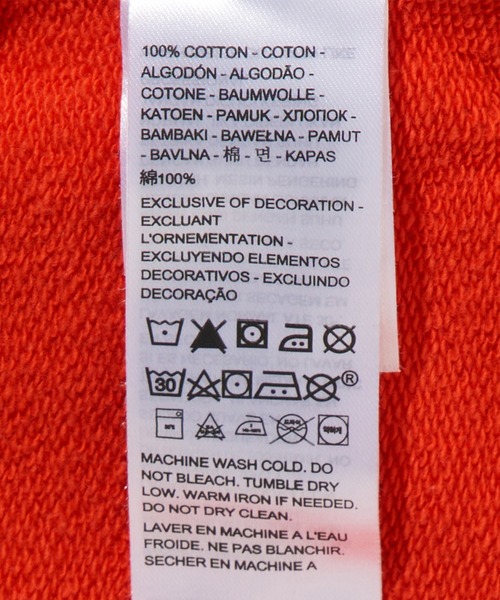 100% COTTON - COTON -
ALGODÓN - ALGODÃO -
COTONE - BAUMWOLLE -
KATOEN - PAMUK - ХЛОПОК -
BAMBAKI - BAWEŁNA - PAMUT
- BAVLNA - 棉 - 면 - KAPAS
綿100%
EXCLUSIVE OF DECORATION -
EXCLUANT
L'ORNEMENTATION -
EXCLUYENDO ELEMENTOS
DECORATIVOS - EXCLUINDO
DECORAÇÃO
30 ®
MACHINE WASH COLD. DO
NOT BLEACH. TUMBLE DRY
LOW. WARM IRON IF NEEDED.
DO NOT DRY CLEAN.
LAVER EN MACHINE A L'EAU
FROIDE. NE PAS BLANCHIR.
SECHER EN MACHINE A